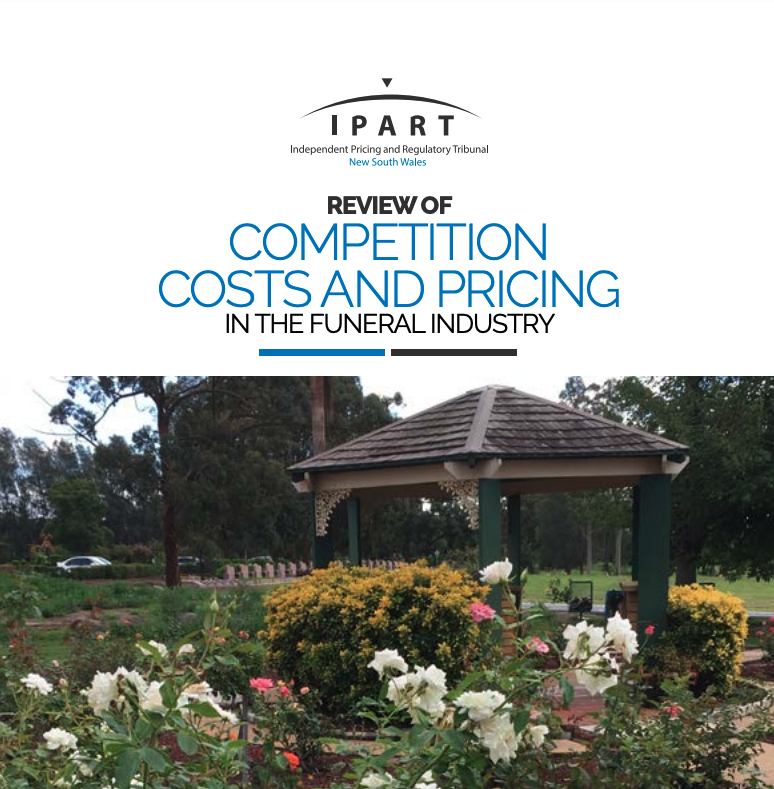 IPART
Independent Pricing and Regulatory Tribunal
New South Wales
REVIEW OF
COMPETITION
COSTS AND PRICING
IN THE FUNERAL INDUSTRY